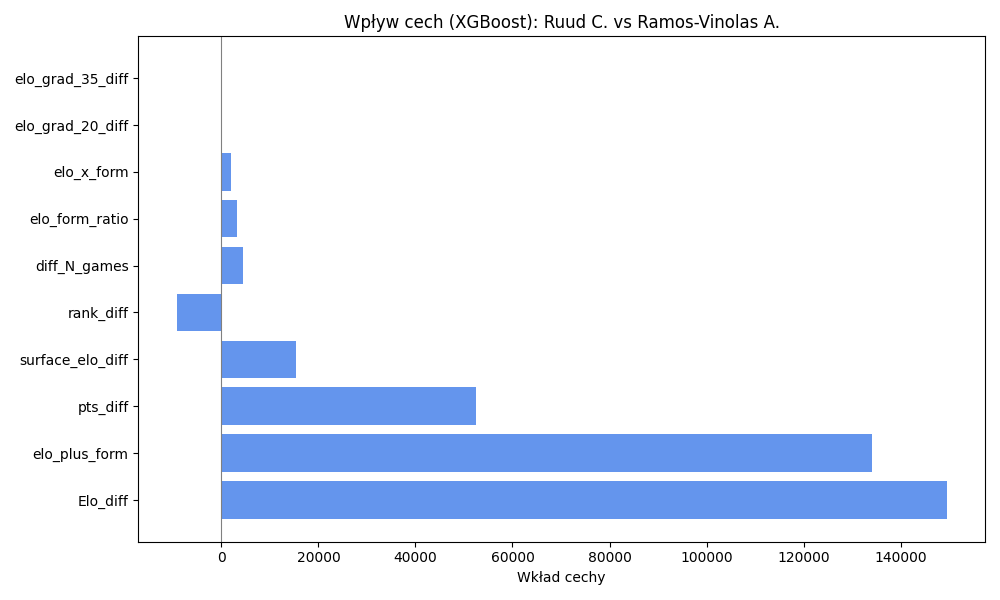 Wpływ cech (XGBoost): Ruud C. vs Ramos-Vinolas A.
elo_grad_35_diff
elo_grad_20_diff
elo_x_form
elo_form_ratio
diff_N_games
rank_diff
surface_elo_diff
pts_diff
elo_plus_form
Elo_diff
0 20000 40000 60000 80000 100000 120000 140000
Wkład cechy